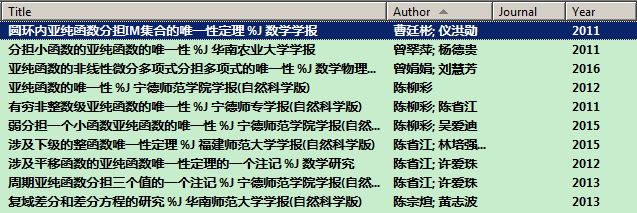 Title Author Journal Year
圆环内亚纯函数分担IM集合的唯一性定理 %J 数学学报 曹廷彬; 仪洪勋 2011
分担小函数的亚纯函数的唯一性 %J 华南农业大学学报 曾翠萍; 杨德贵 2011
亚纯函数的非线性微分多项式分担多项式的唯一性 %J 数学物理... 曾娟娟; 刘慧芳 2016
亚纯函数的唯一性 %J 宁德师范学院学报(自然科学版) 陈柳彩 2012
有穷非整数级亚纯函数的唯一性 %J 宁德师专学报(自然科学版) 陈柳彩; 陈省江 2011
弱分担一个小函数亚纯函数的唯一性 %J 宁德师范学院学报(自然... 陈柳彩; 吴爱迪 2015
涉及下级的整函数唯一性定理 %J 福建师范大学学报(自然科学版) 陈省江; 林培强... 2015
涉及平移函数的亚纯函数唯一性定理的一个注记 %J 数学研究 陈省江; 许爱珠 2012
周期亚纯函数分担三个值的一个注记 %J 宁德师范学院学报(自然... 陈省江; 许爱珠 2013
复域差分和差分方程的研究 %J 华南师范大学学报(自然科学版) 陈宗煊; 黄志波 2013